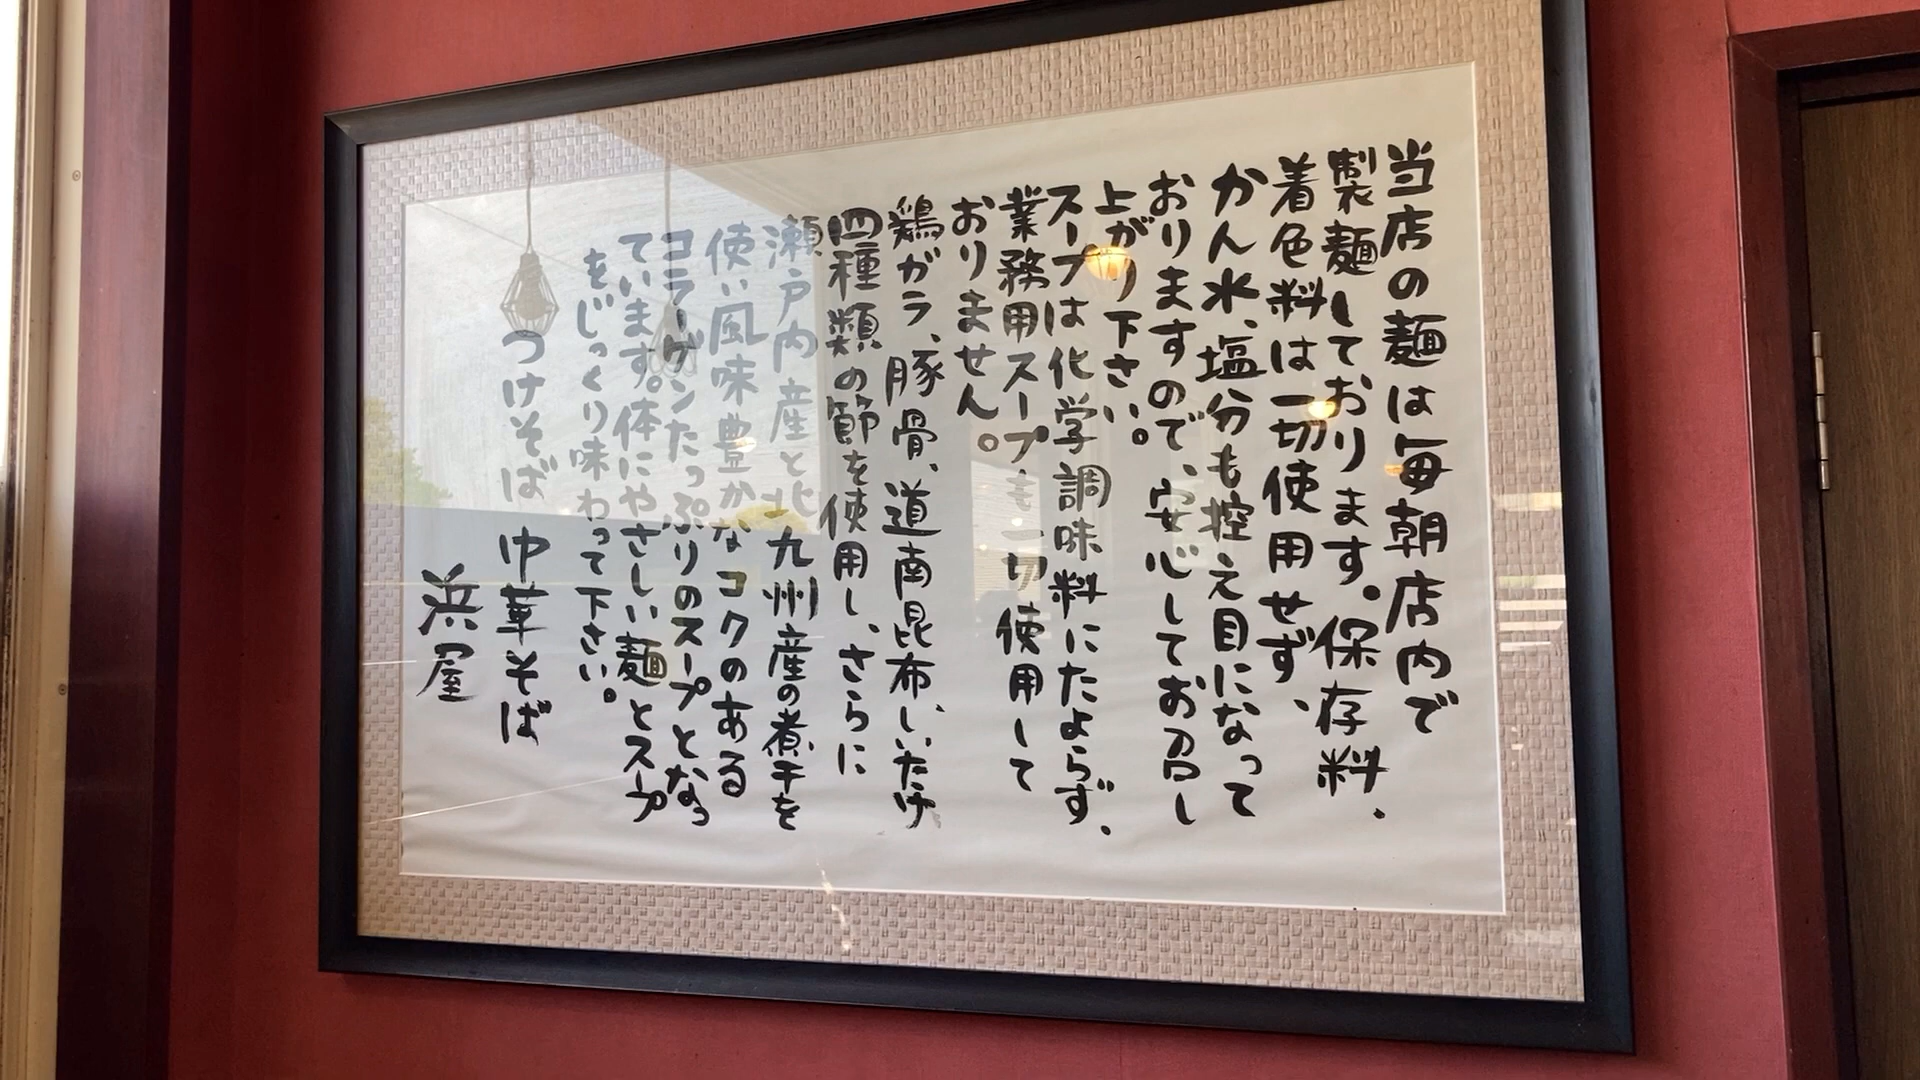 当店の麺は毎朝店内で
製麺しております。保存料、
着色料は一切使用せず、
かん水、塩分も控え目になって
おりますので、安心してお召し
上がり下さい。
スープは化学調味料にたよらず、
業務用スープも一切使用して
おりません。
鶏ガラ、豚骨、道南昆布、しいたけ
四種類の節を使用し、さらに
瀬戸内産と北九州産の煮干を
使い風味豊かなコクのある
コラーゲンたっぷりのスープとなっ
ています。体にやさしい麺とスープ
をじっくり味わって下さい。
つけそば 中華そば
浜屋